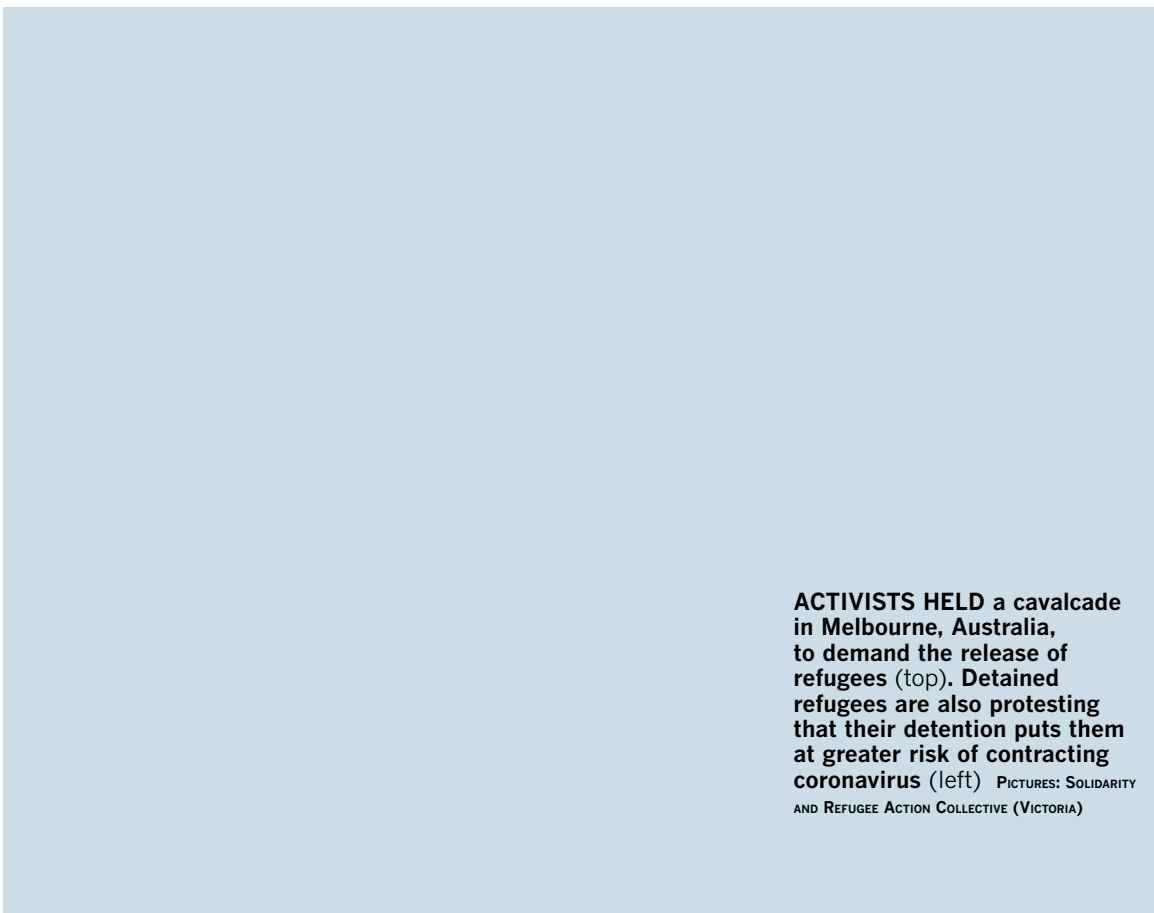 ACTIVISTS HELD a cavalcade
in Melbourne, Australia,
to demand the release of
refugees (top). Detained
refugees are also protesting
that their detention puts them
at greater risk of contracting
coronavirus (left) PICTURES: SOLIDARITY
AND REFUGEE ACTION COLLECTIVE (VICTORIA)